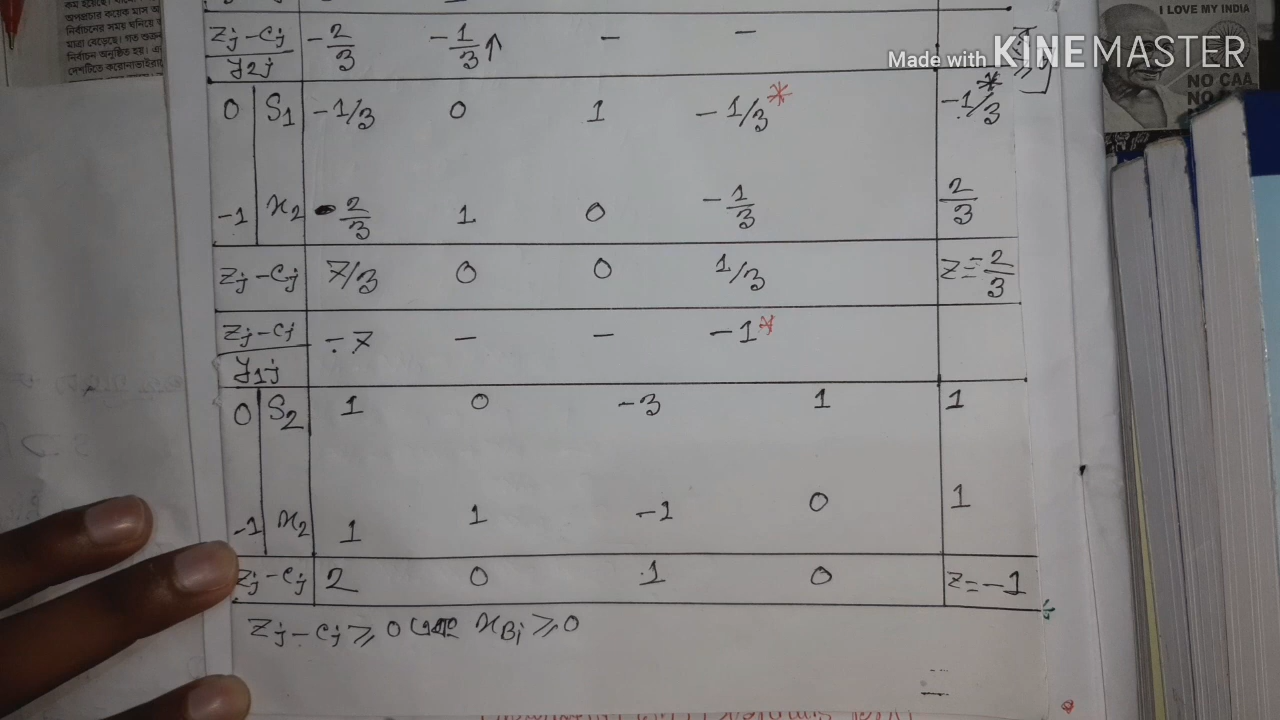 I LOVE MY INDIA
Made with KINEMASTER
NO CAA
Zj-Cj/y2j -2/3 -1/3↑ - -
0 S1 -1/3 0 1 -1/3* -1/3*
-1 x2 2/3 1 0 -1/3 2/3
Zj-Cj 7/3 0 0 1/3 Z=-2/3
Zj-Cj/y1j -7 - - -1*
0 S2 1 0 -3 1 1
-1 x2 1 1 -1 0 1
Zj-Cj 2 0 1 0 Z=-1
Zj-Cj≥0 এবং xBi≥0